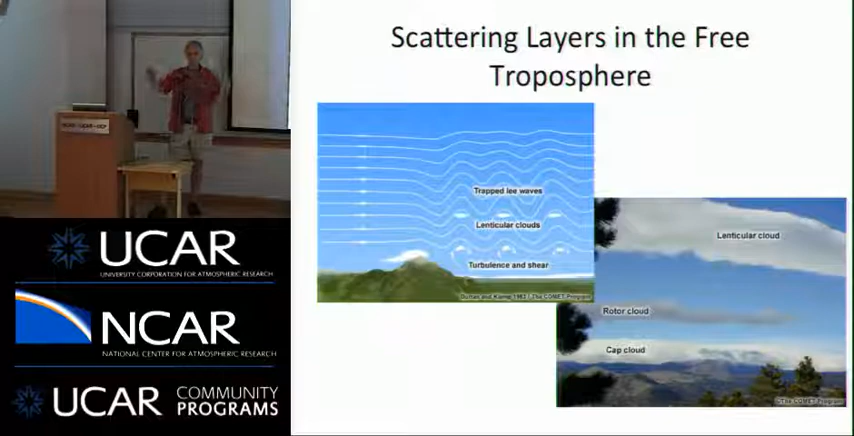 Scattering Layers in the Free
Troposphere
Trapped lee waves
Lenticular clouds
Turbulence and shear
Durran and Klemp 1982 / The COMET Program
Lenticular cloud
Rotor cloud
Cap cloud
©The COMET Program
UCAR
UNIVERSITY CORPORATION FOR ATMOSPHERIC RESEARCH
NCAR
NATIONAL CENTER FOR ATMOSPHERIC RESEARCH
UCAR COMMUNITY
PROGRAMS